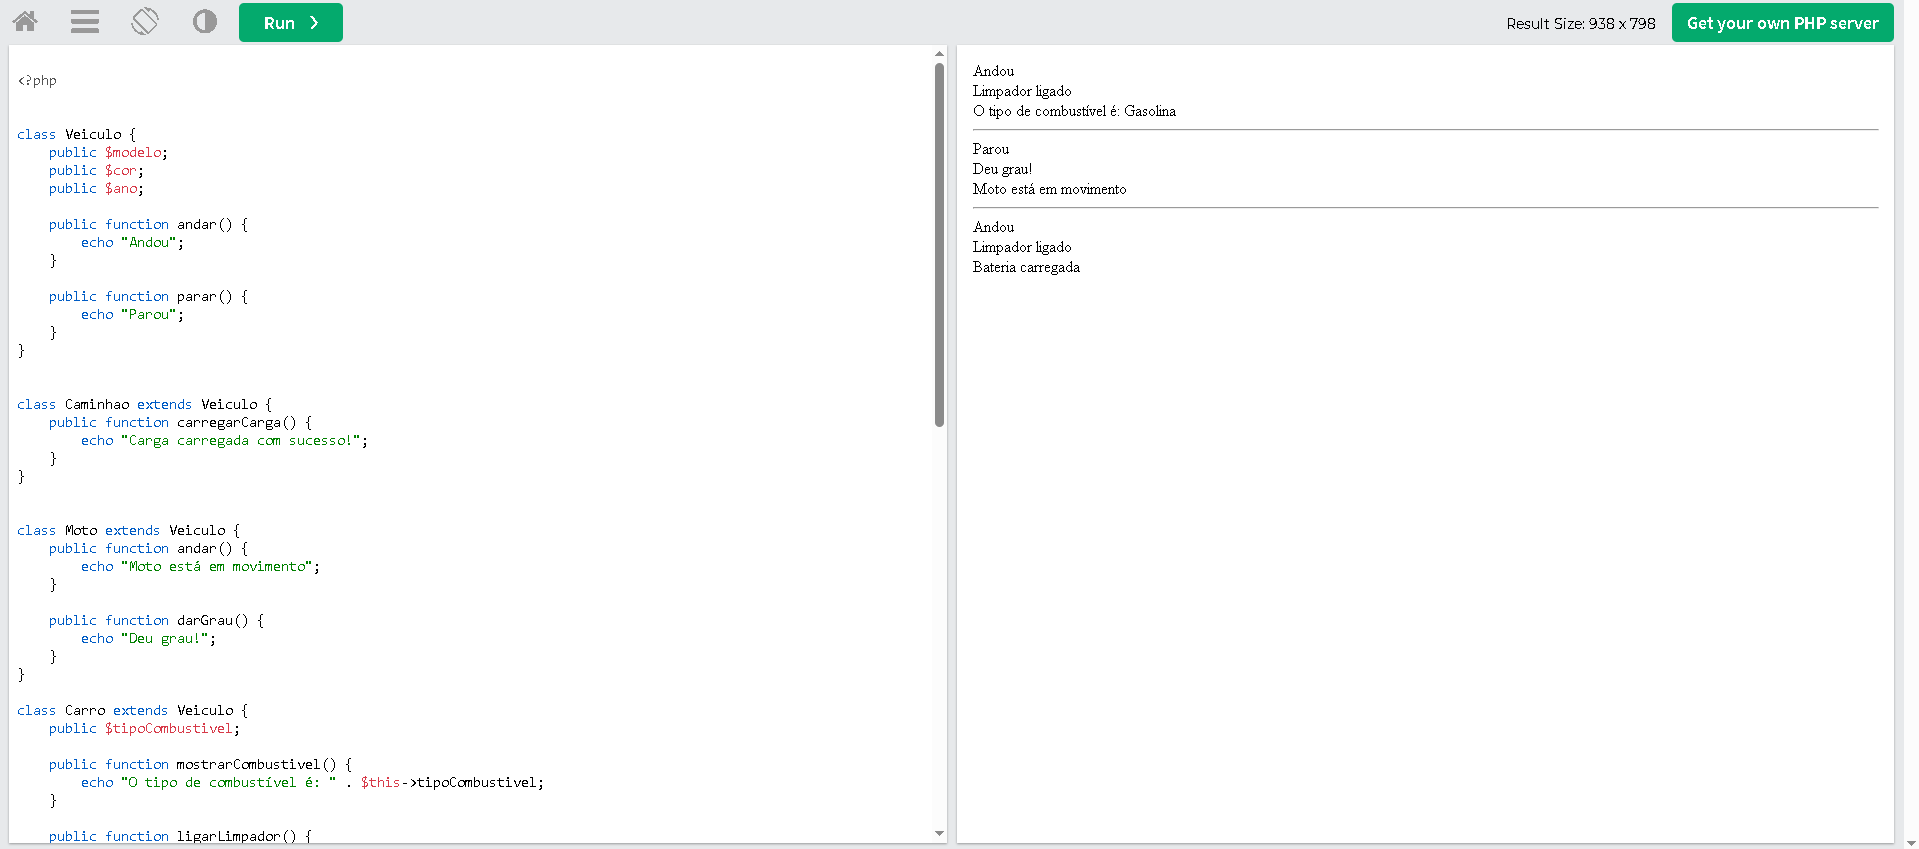 Run ❯
Result Size: 938 x 798
Get your own PHP server
<?php
class Veiculo {
    public $modelo;
    public $cor;
    public $ano;
    public function andar() {
        echo "Andou";
    }
    public function parar() {
        echo "Parou";
    }
}
class Caminhao extends Veiculo {
    public function carregarCarga() {
        echo "Carga carregada com sucesso!";
    }
}
class Moto extends Veiculo {
    public function andar() {
        echo "Moto está em movimento";
    }
    public function darGrau() {
        echo "Deu grau!";
    }
}
class Carro extends Veiculo {
    public $tipoCombustivel;
    public function mostrarCombustivel() {
        echo "O tipo de combustível é: " . $this->tipoCombustivel;
    }
    public function ligarLimpador() {
Andou
Limpador ligado
O tipo de combustível é: Gasolina
Parou
Deu grau!
Moto está em movimento
Andou
Limpador ligado
Bateria carregada